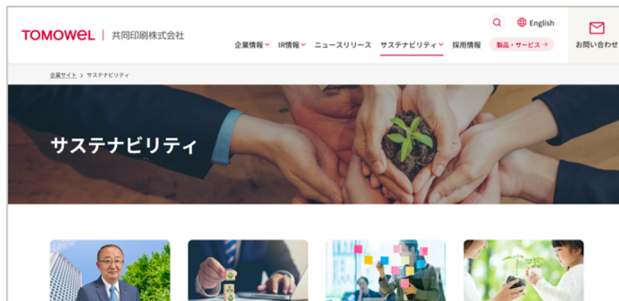 TOMOWEL 共同印刷株式会社
English
企業情報 IR情報 ニュースリリース サステナビリティ 採用情報 製品・サービス
お問い合わせ
企業サイト > サステナビリティ
サステナビリティ